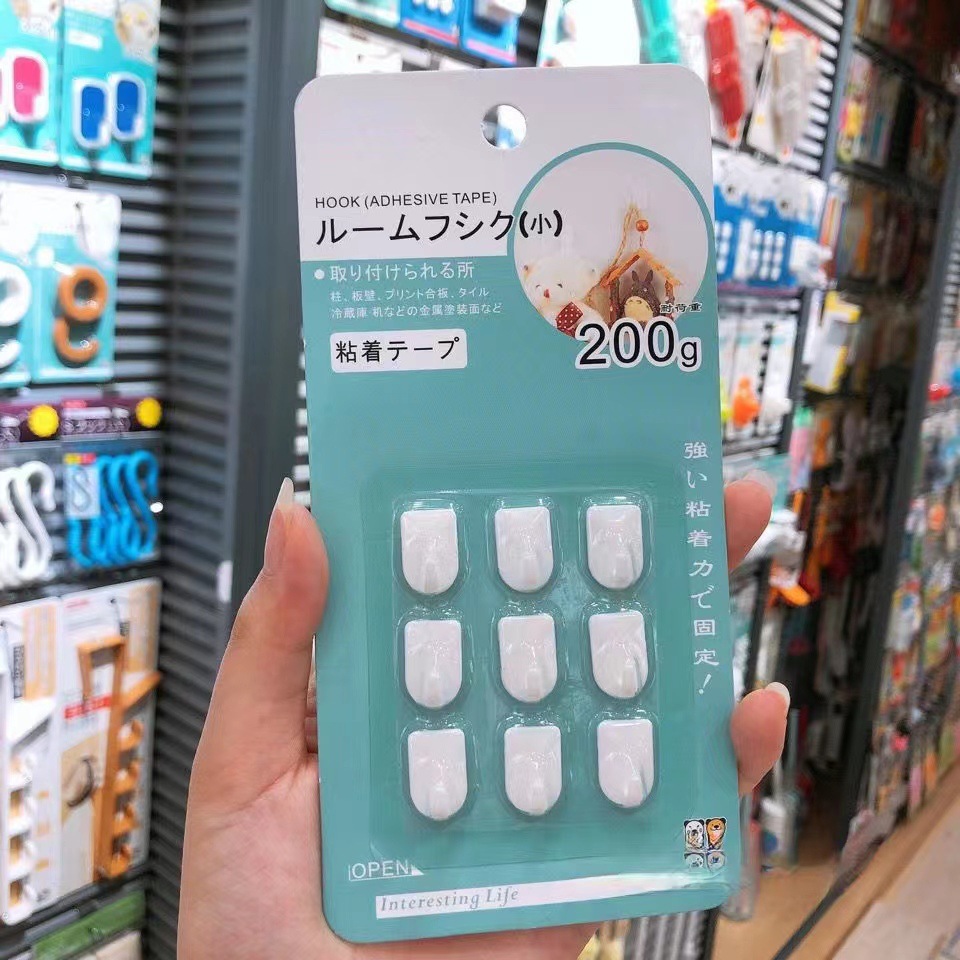 HOOK (ADHESIVE TAPE)
ルームフシク(小)
●取り付けられる所
柱、板壁、プリント合板、タイル
冷蔵庫 机などの金属塗装面など
粘着テープ
耐荷重
200g
強い粘着力で固定!
OPEN
Interesting Life